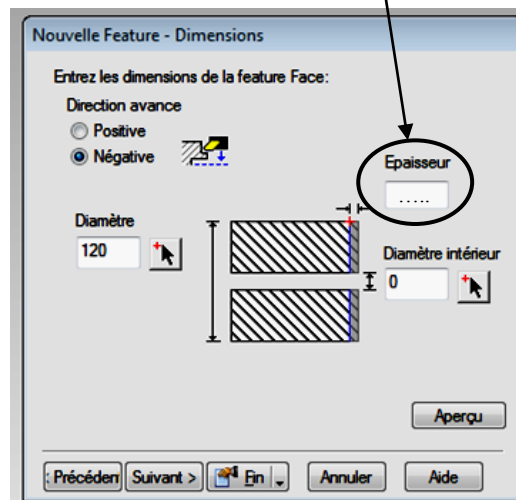 Nouvelle Feature - Dimensions
Entrez les dimensions de la feature Face:
Direction avance
Positive
Négative
Epaisseur
.....
Diamètre
120
Diamètre intérieur
0
Aperçu
: Précéden Suivant > Fin Annuler Aide